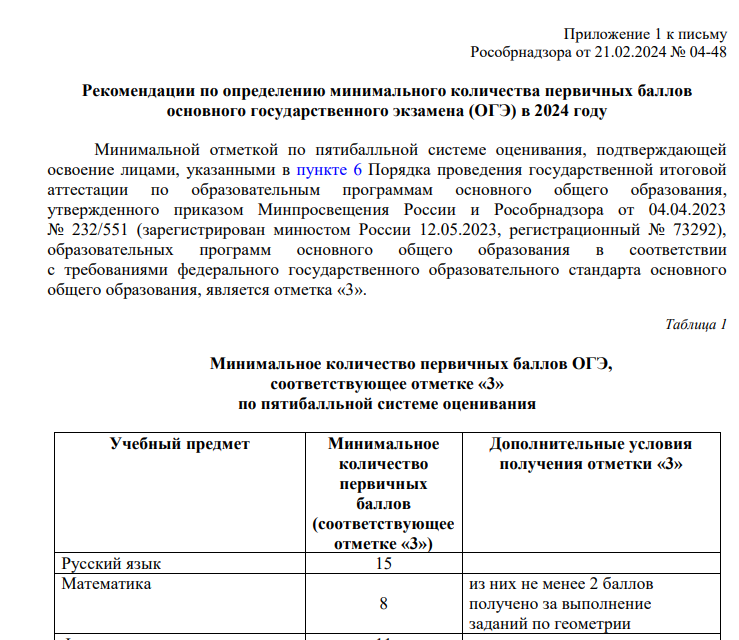 Приложение 1 к письму
Рособрнадзора от 21.02.2024 № 04-48
Рекомендации по определению минимального количества первичных баллов
основного государственного экзамена (ОГЭ) в 2024 году
Минимальной отметкой по пятибалльной системе оценивания, подтверждающей
освоение лицами, указанными в пункте 6 Порядка проведения государственной итоговой
аттестации по образовательным программам основного общего образования,
утвержденного приказом Минпросвещения России и Рособрнадзора от 04.04.2023
№ 232/551 (зарегистрирован минюстом России 12.05.2023, регистрационный № 73292),
образовательных программ основного общего образования в соответствии
с требованиями федерального государственного образовательного стандарта основного
общего образования, является отметка «3».
Таблица 1
Минимальное количество первичных баллов ОГЭ,
соответствующее отметке «3»
по пятибалльной системе оценивания
Учебный предмет
Минимальное
количество
первичных
баллов
(соответствующее
отметке «3»)
Дополнительные условия
получения отметки «3»
Русский язык
15
Математика
8
из них не менее 2 баллов
получено за выполнение
заданий по геометрии